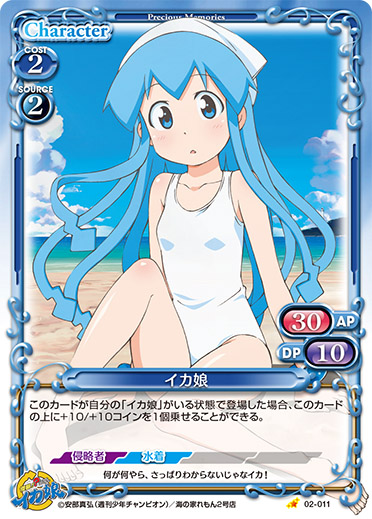 Precious Memories
Character
COST
2
SOURCE
2
30 AP
DP 10
イカ娘
このカードが自分の「イカ娘」がいる状態で登場した場合、このカード
の上に+10/+10コインを1個乗せることができる。
侵略者 水着
何が何やら、さっぱりわからないじゃなイカ!
©安部真弘(週刊少年チャンピオン)/海の家れもん2号店
02-011